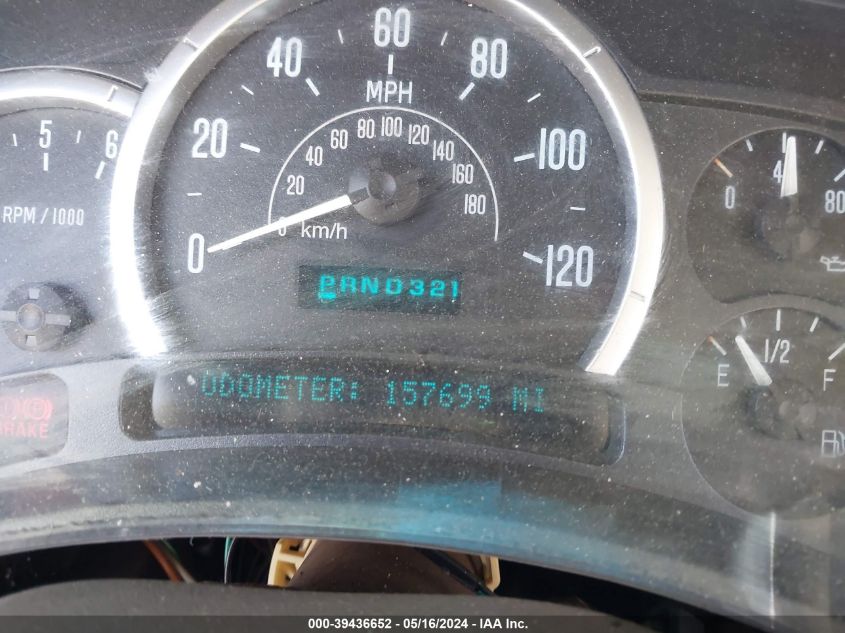 60
40 80
MPH
20 100
0 120
80 100
60 120
40 140
20 160
0 180
km/h
5
6
RPM / 1000
PRND321
ODOMETER: 157699 MI
BRAKE
0 4 80
E 1/2 F
000-39436652 - 05/16/2024 - © IAA, Inc.